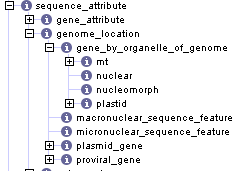 sequence_attribute
gene_attribute
genome_location
gene_by_organelle_of_genome
mt
nuclear
nucleomorph
plastid
macronuclear_sequence_feature
micronuclear_sequence_feature
plasmid_gene
proviral_gene